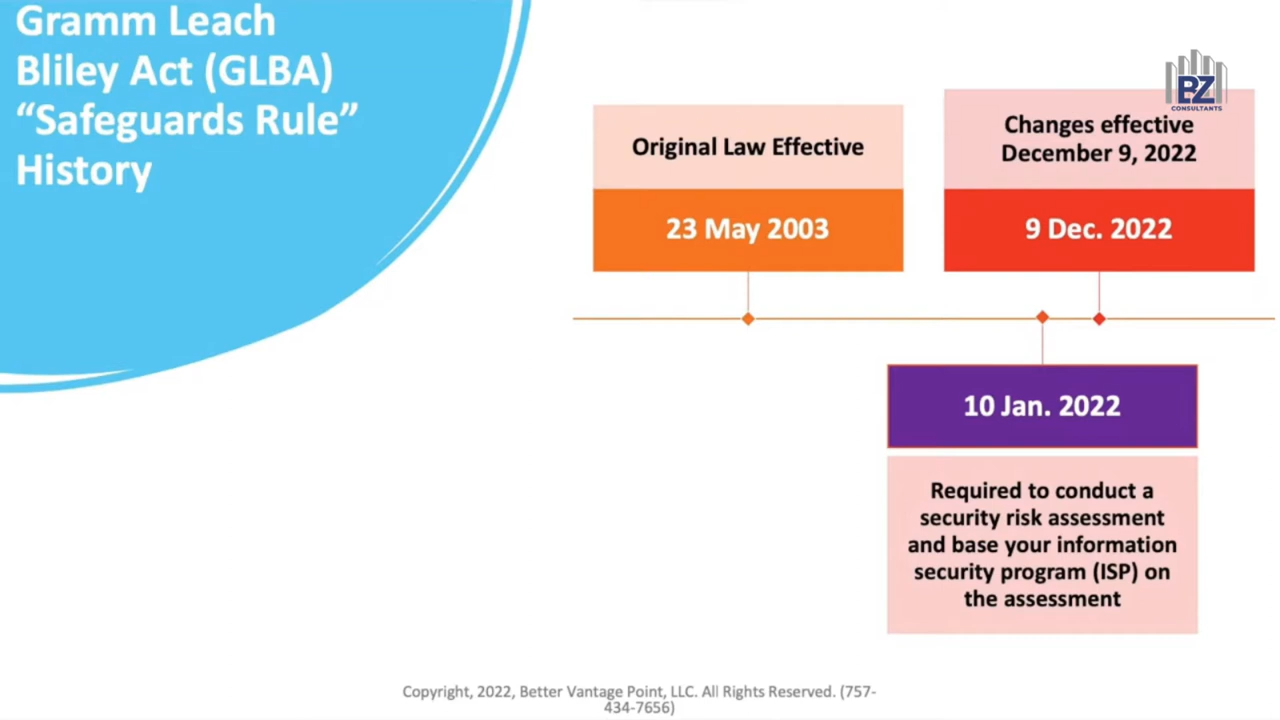 Gramm Leach
Bliley Act (GLBA)
“Safeguards Rule”
History
BZ
CONSULTANTS
Original Law Effective
23 May 2003
Changes effective
December 9, 2022
9 Dec. 2022
10 Jan. 2022
Required to conduct a
security risk assessment
and base your information
security program (ISP) on
the assessment
Copyright, 2022, Better Vantage Point, LLC. All Rights Reserved. (757-
434-7656)